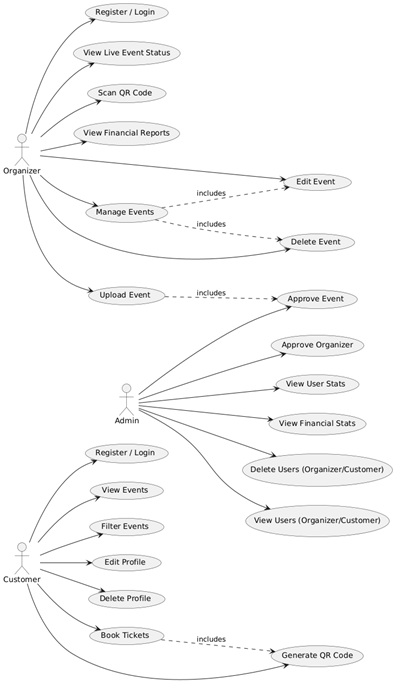 Register / Login
View Live Event Status
Scan QR Code
View Financial Reports
Organizer
Edit Event
includes
Manage Events
includes
Delete Event
Upload Event
includes
Approve Event
Approve Organizer
View User Stats
Admin
View Financial Stats
Register / Login
Delete Users (Organizer/Customer)
View Events
View Users (Organizer/Customer)
Filter Events
Edit Profile
Customer
Delete Profile
Book Tickets
includes
Generate QR Code